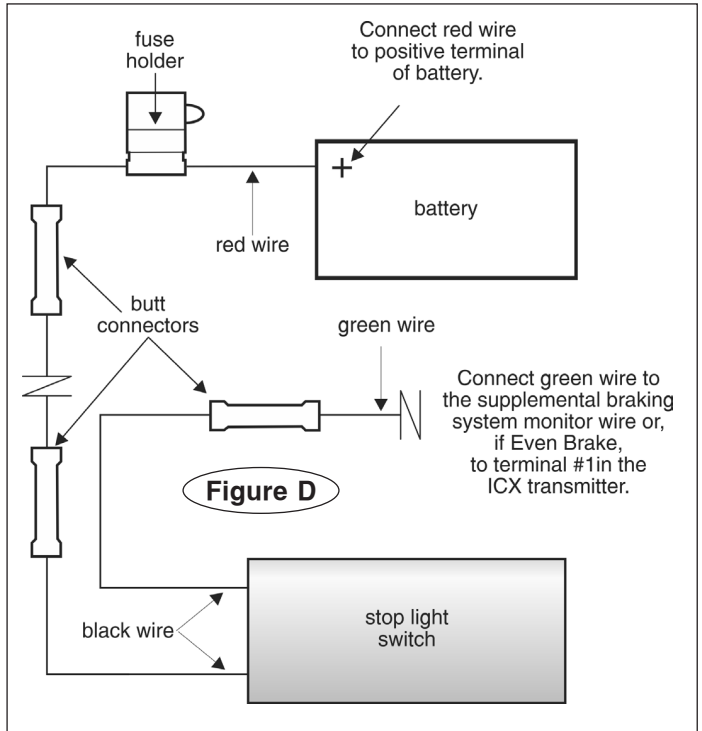 fuse
holder
Connect red wire
to positive terminal
of battery.
+
battery
red wire
butt
connectors
green wire
Connect green wire to
the supplemental braking
system monitor wire or,
if Even Brake,
to terminal #1in the
ICX transmitter.
Figure D
stop light
switch
black wire